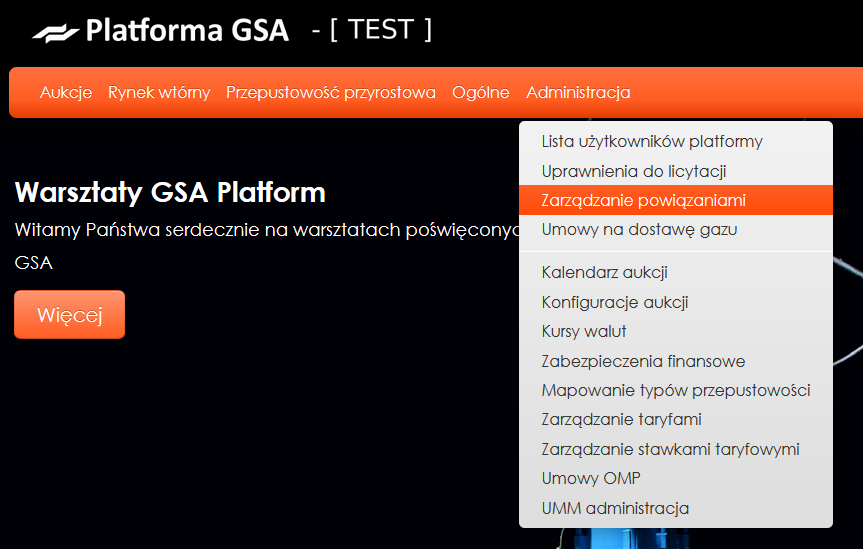 Platforma GSA - [ TEST ]
Aukcje Rynek wtórny Przepustowość przyrostowa Ogólne Administracja
Lista użytkowników platformy
Uprawnienia do licytacji
Zarządzanie powiązaniami
Umowy na dostawę gazu
Kalendarz aukcji
Konfiguracje aukcji
Kursy walut
Zabezpieczenia finansowe
Mapowanie typów przepustowości
Zarządzanie taryfami
Zarządzanie stawkami taryfowymi
Umowy OMP
UMM administracja
Warsztaty GSA Platform
Witamy Państwa serdecznie na warsztatach
GSA
Więcej